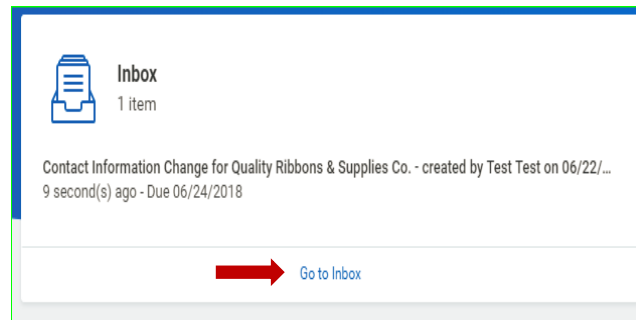 Inbox
1 item
Contact Information Change for Quality Ribbons & Supplies Co. - created by Test Test on 06/22/...
9 second(s) ago - Due 06/24/2018
Go to Inbox